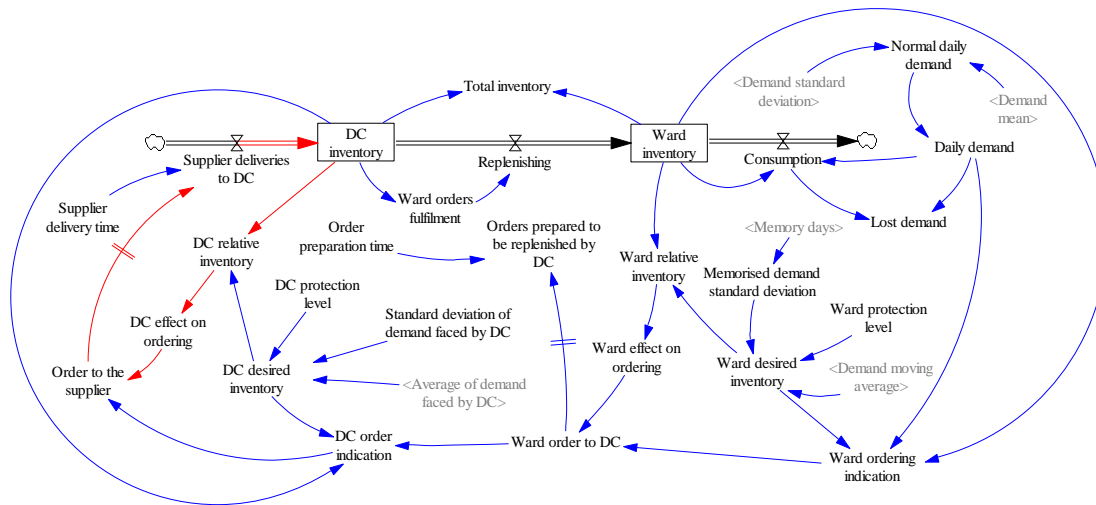 Normal daily
demand
<Demand standard
deviation>
<Demand
mean>
Total inventory
DC
inventory
Ward
inventory
Supplier deliveries
to DC
Replenishing
Consumption
Daily demand
Supplier
delivery time
Ward orders
fulfilment
Lost demand
Order
preparation time
Orders prepared to
be replenished by
DC
<Memory days>
DC relative
inventory
Ward relative
inventory
Memorised demand
standard deviation
DC protection
level
Standard deviation of
demand faced by DC
Ward protection
level
DC effect on
ordering
Ward effect on
ordering
Order to the
supplier
DC desired
inventory
<Average of demand
faced by DC>
Ward desired
inventory
<Demand moving
average>
DC order
indication
Ward order to DC
Ward ordering
indication